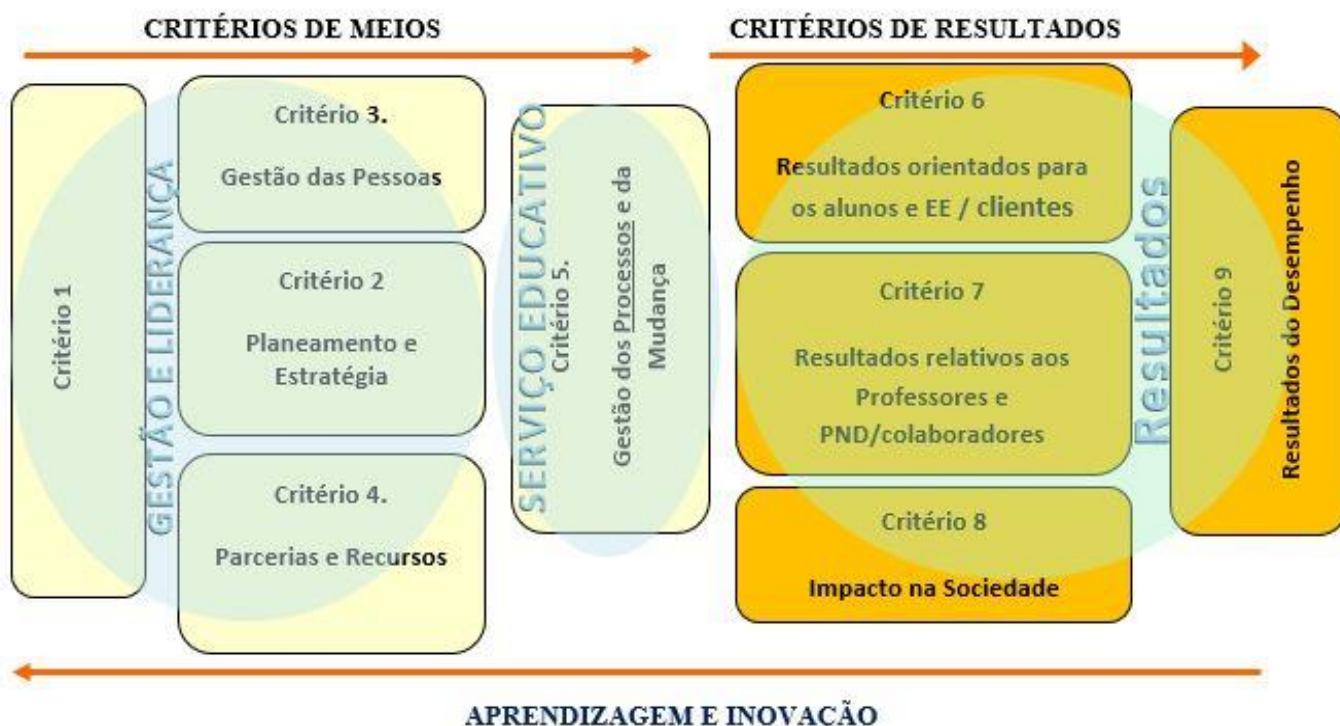 CRITÉRIOS DE MEIOS
CRITÉRIOS DE RESULTADOS
Critério 1
GESTÃO E LIDERANÇA
Critério 3.
Gestão das Pessoas
Critério 2
Planeamento e
Estratégia
Critério 4.
Parcerias e Recursos
SERVIÇO EDUCATIVO
Critério 5.
Gestão dos Processos e da
Mudança
Critério 6
Resultados orientados para
os alunos e EE / clientes
Critério 7
Resultados relativos aos
Professores e
PND/colaboradores
Critério 8
Impacto na Sociedade
Resultados
Critério 9
Resultados do Desempenho
APRENDIZAGEM E INOVAÇÃO